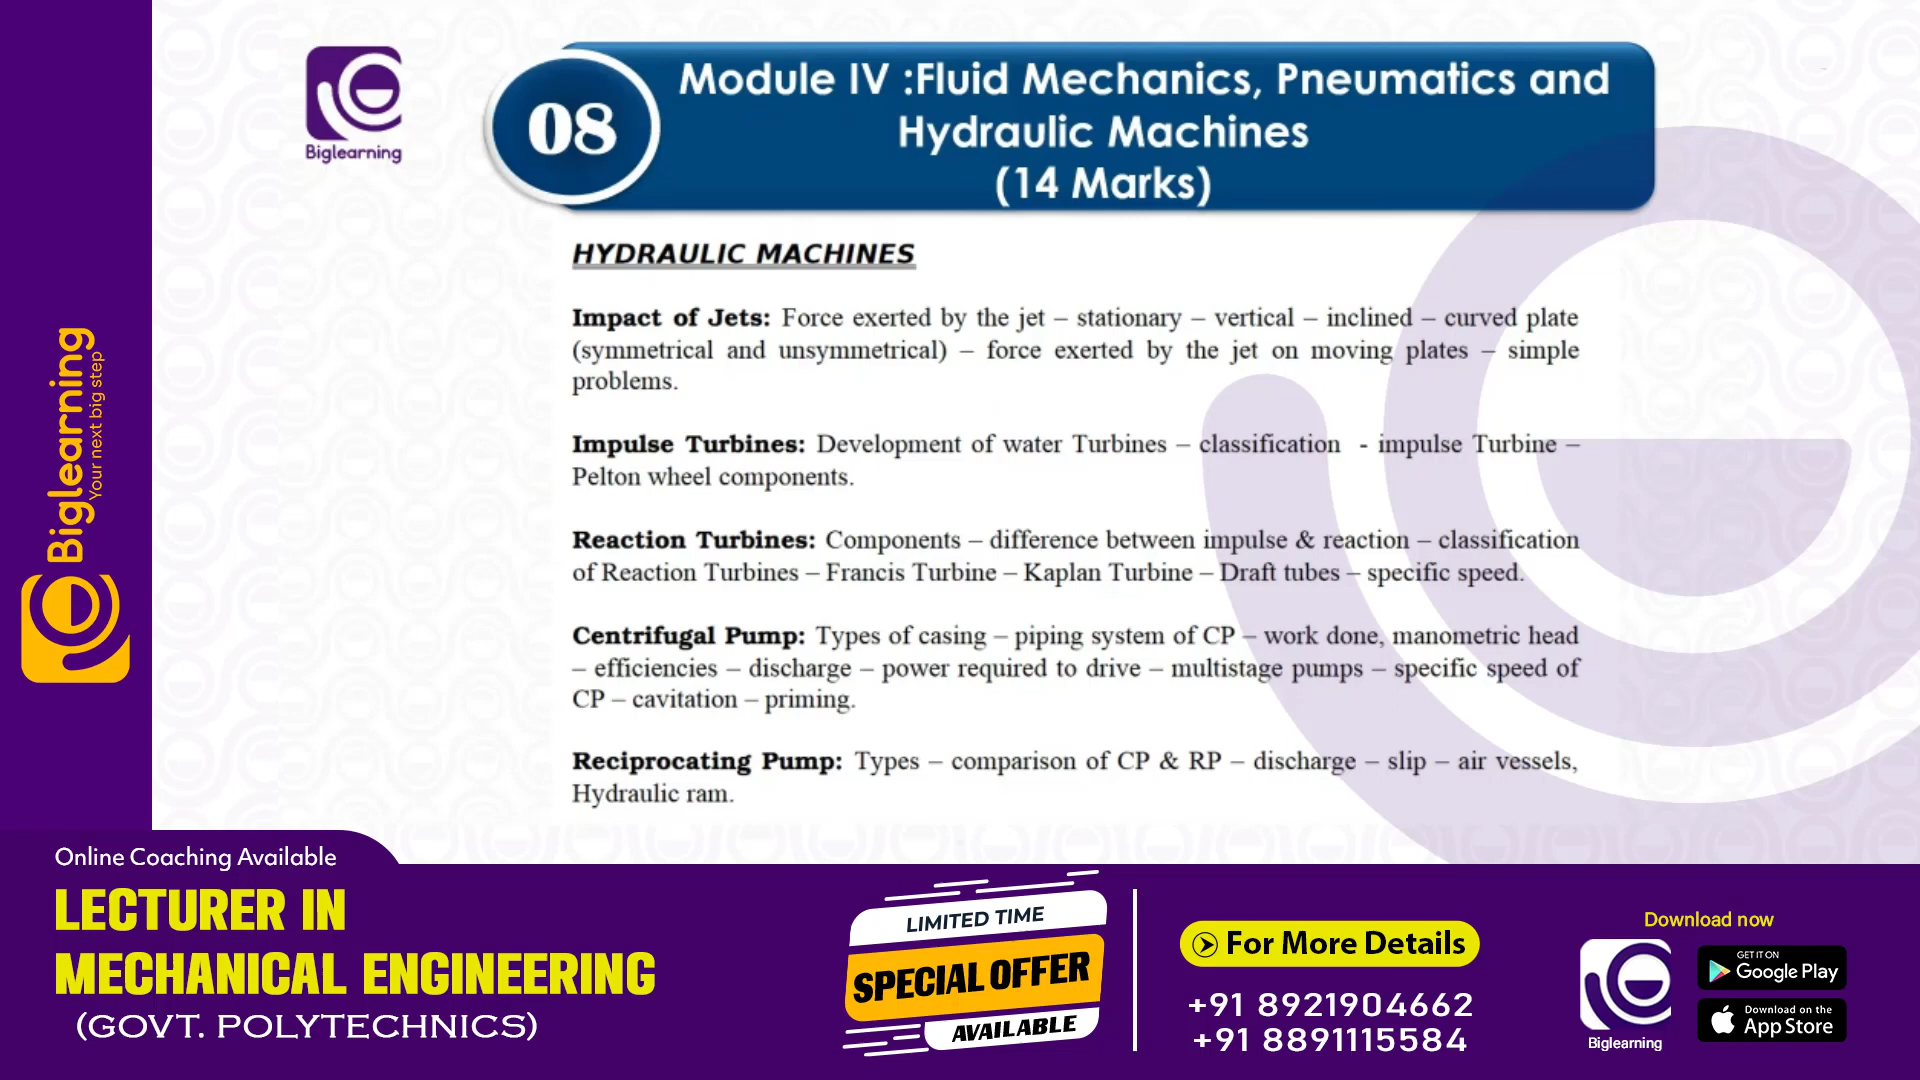 Biglearning
08
Module IV :Fluid Mechanics, Pneumatics and
Hydraulic Machines
(14 Marks)
HYDRAULIC MACHINES
Impact of Jets: Force exerted by the jet – stationary – vertical – inclined – curved plate
(symmetrical and unsymmetrical) – force exerted by the jet on moving plates – simple
problems.
Impulse Turbines: Development of water Turbines – classification - impulse Turbine –
Pelton wheel components.
Reaction Turbines: Components – difference between impulse & reaction – classification
of Reaction Turbines – Francis Turbine – Kaplan Turbine – Draft tubes – specific speed.
Centrifugal Pump: Types of casing – piping system of CP – work done, manometric head
– efficiencies – discharge – power required to drive – multistage pumps – specific speed of
CP – cavitation – priming.
Reciprocating Pump: Types – comparison of CP & RP – discharge – slip – air vessels,
Hydraulic ram.
Biglearning
Your next big step
Online Coaching Available
LECTURER IN
MECHANICAL ENGINEERING
(GOVT. POLYTECHNICS)
LIMITED TIME
SPECIAL OFFER
AVAILABLE
For More Details
+91 8921904662
+91 8891115584
Download now
Biglearning
GET IT ON
Google Play
Download on the
App Store